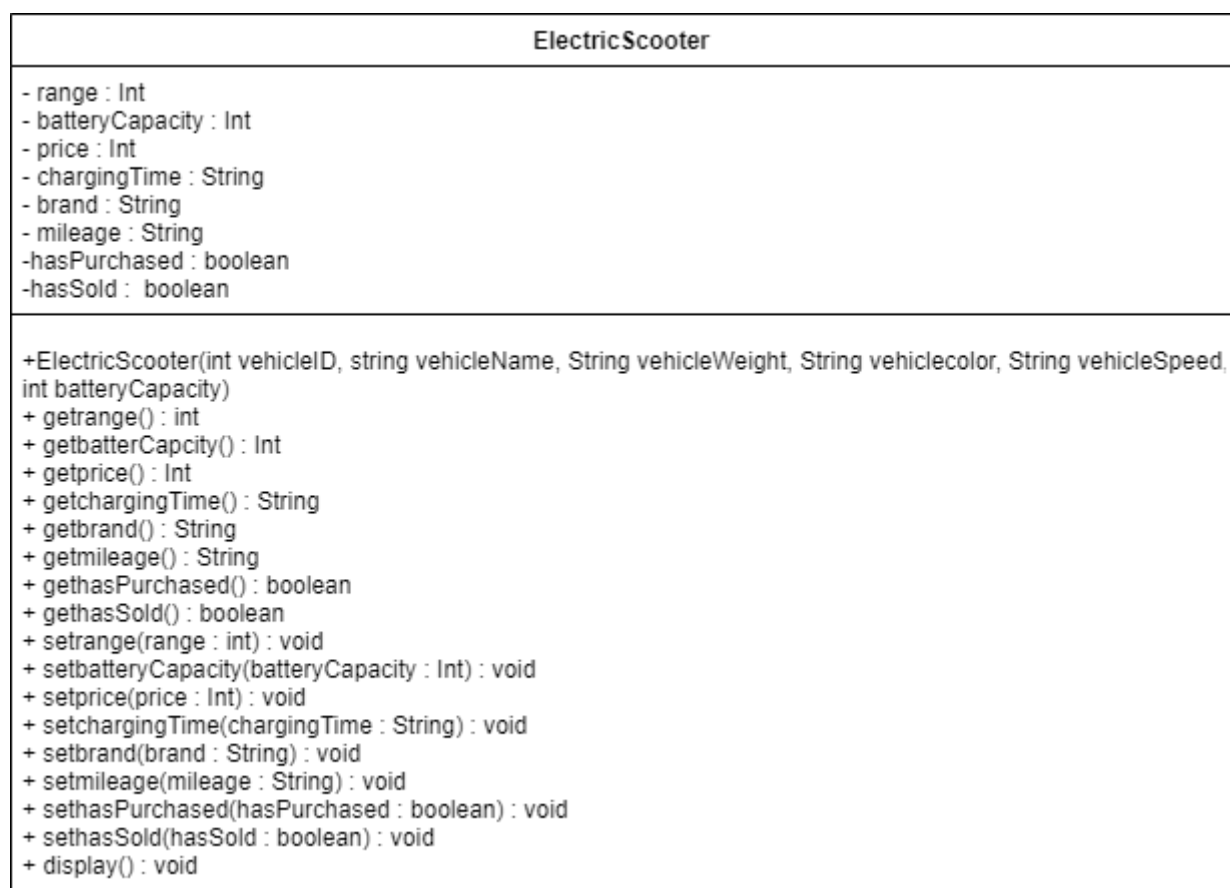 ElectricScooter
- range : Int
- batteryCapacity : Int
- price : Int
- chargingTime : String
- brand : String
- mileage : String
-hasPurchased : boolean
-hasSold :  boolean
+ElectricScooter(int vehicleID, string vehicleName, String vehicleWeight, String vehiclecolor, String vehicleSpeed,
int batteryCapacity)
+ getrange() : int
+ getbatterCapcity() : Int
+ getprice() : Int
+ getchargingTime() : String
+ getbrand() : String
+ getmileage() : String
+ gethasPurchased() : boolean
+ gethasSold() : boolean
+ setrange(range : int) : void
+ setbatteryCapacity(batteryCapacity : Int) : void
+ setprice(price : Int) : void
+ setchargingTime(chargingTime : String) : void
+ setbrand(brand : String) : void
+ setmileage(mileage : String) : void
+ sethasPurchased(hasPurchased : boolean) : void
+ sethasSold(hasSold : boolean) : void
+ display() : void